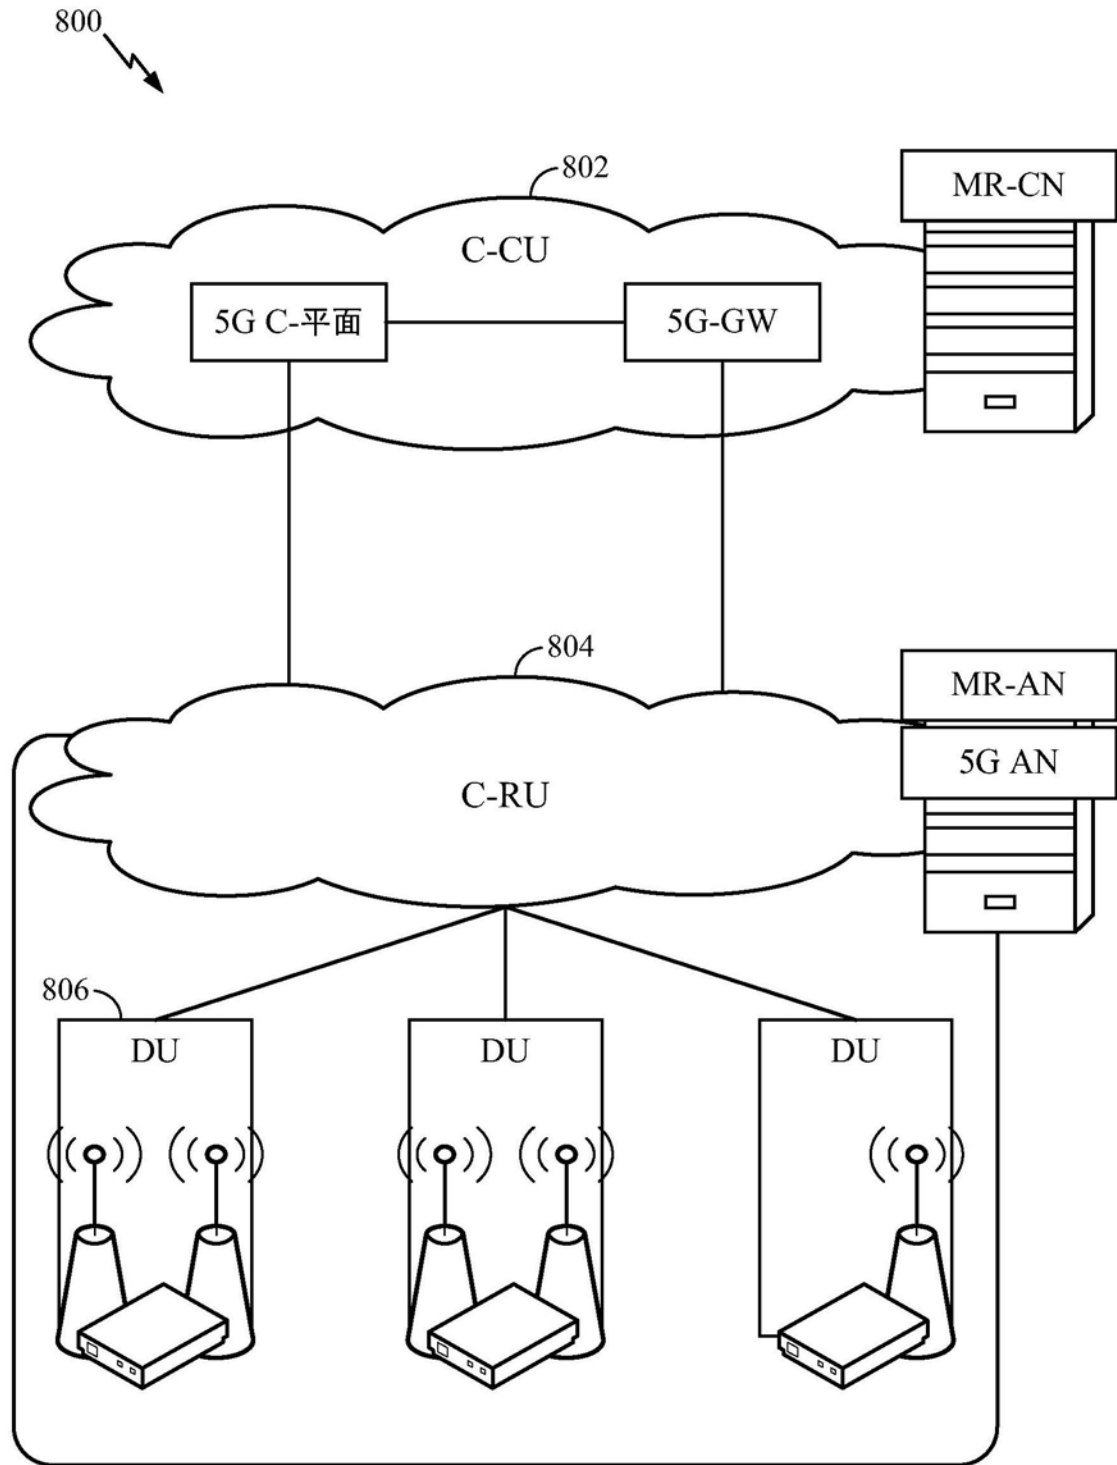 800
802
MR-CN
C-CU
5G C-平面
5G-GW
804
MR-AN
5G AN
C-RU
806
DU
DU
DU